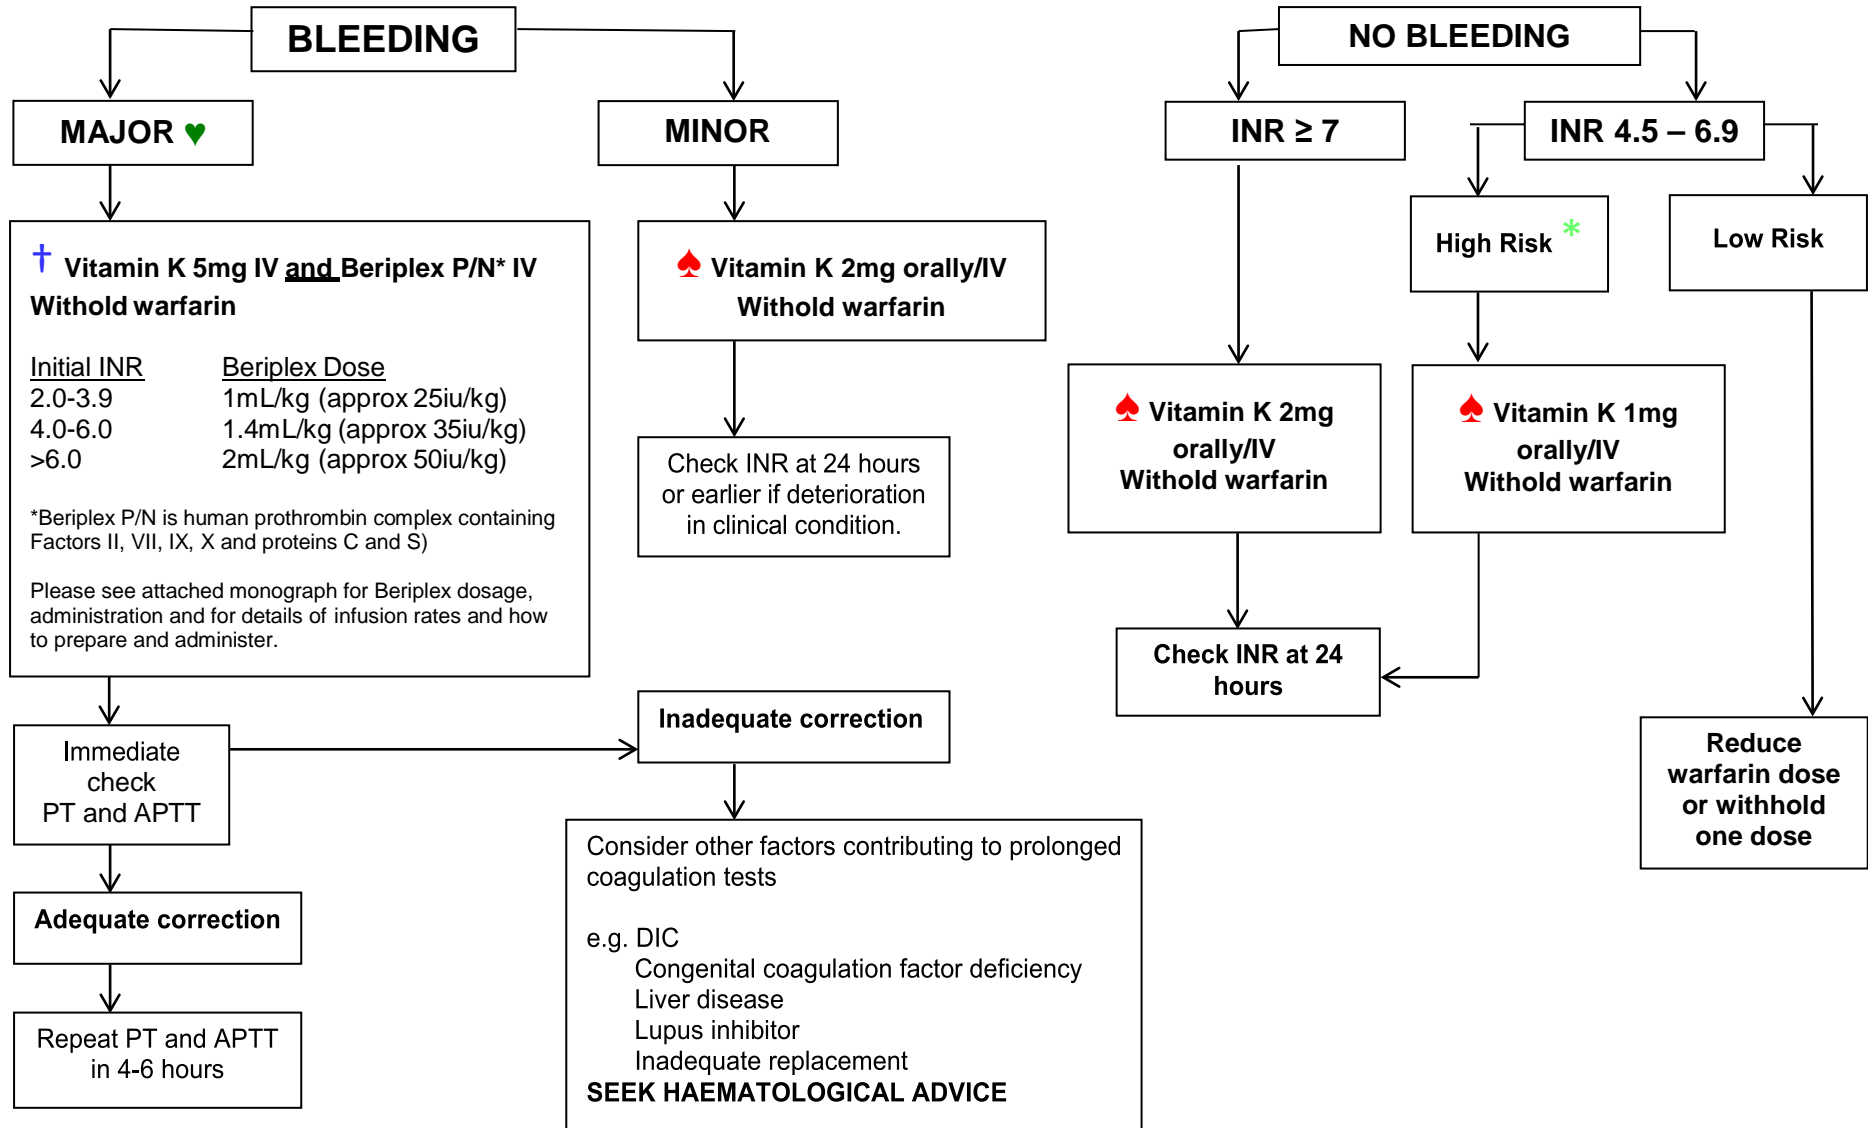 BLEEDING
MAJOR ♥
† Vitamin K 5mg IV and Beriplex P/N* IV
Withold warfarin
Initial INR Beriplex Dose
2.0-3.9 1mL/kg (approx 25iu/kg)
4.0-6.0 1.4mL/kg (approx 35iu/kg)
>6.0 2mL/kg (approx 50iu/kg)
*Beriplex P/N is human prothrombin complex containing
Factors II, VII, IX, X and proteins C and S)
Please see attached monograph for Beriplex dosage,
administration and for details of infusion rates and how
to prepare and administer.
Immediate
check
PT and APTT
Adequate correction
Repeat PT and APTT
in 4-6 hours
MINOR
♠ Vitamin K 2mg orally/IV
Withold warfarin
Check INR at 24 hours
or earlier if deterioration
in clinical condition.
Inadequate correction
Consider other factors contributing to prolonged
coagulation tests
e.g. DIC
Congenital coagulation factor deficiency
Liver disease
Lupus inhibitor
Inadequate replacement
SEEK HAEMATOLOGICAL ADVICE
NO BLEEDING
INR ≥ 7
♠ Vitamin K 2mg
orally/IV
Withold warfarin
INR 4.5 – 6.9
High Risk *
♠ Vitamin K 1mg
orally/IV
Withold warfarin
Check INR at 24
hours
Low Risk
Reduce
warfarin dose
or withhold
one dose